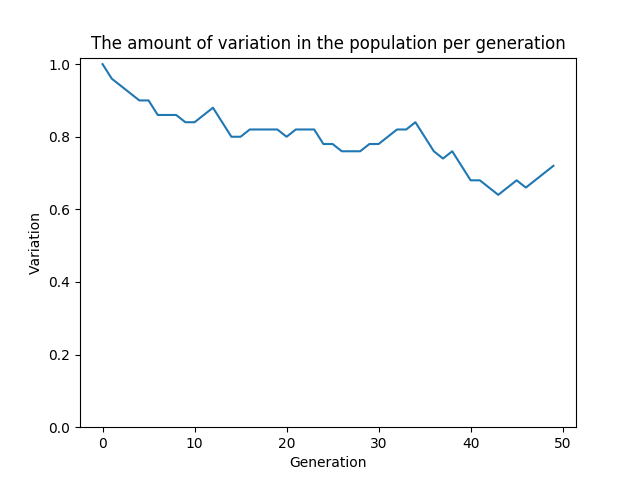 The amount of variation in the population per generation
1.0
0.8
0.6
0.4
0.2
0.0
Variation
0 10 20 30 40 50
Generation